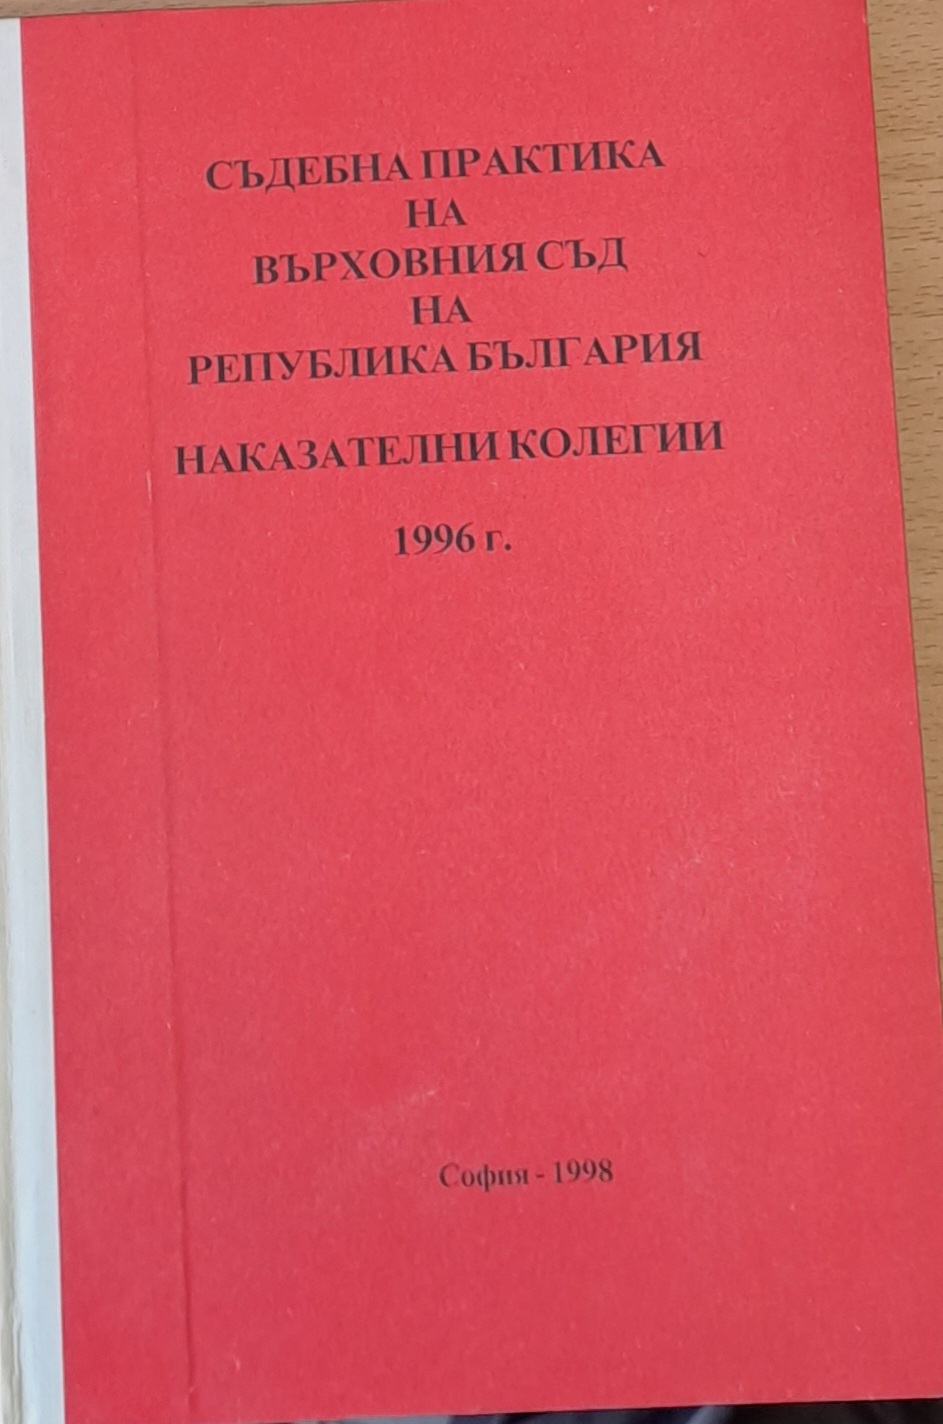 СЪДЕБНА ПРАКТИКА
НА
ВЪРХОВНИЯ СЪД
НА
РЕПУБЛИКА БЪЛГАРИЯ
НАКАЗАТЕЛНИ КОЛЕГИИ
1996 г.
София - 1998